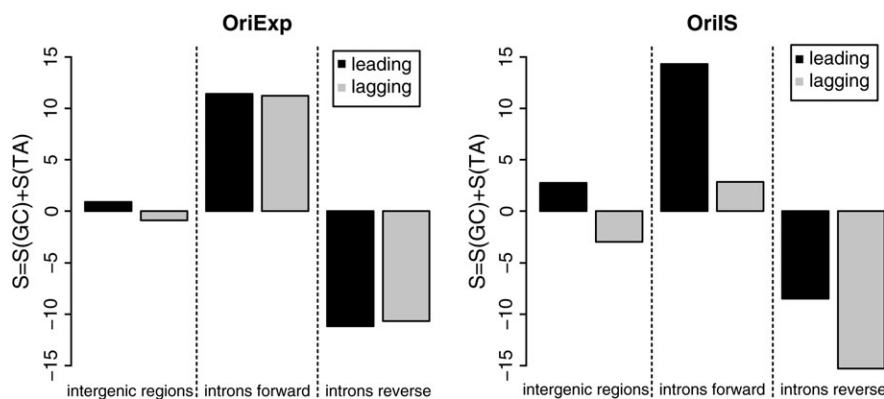 OriExp
S=S(GC)+S(TA)
15
10
5
0
−5
−10
−15
leading
lagging
intergenic regions
introns forward
introns reverse
OriIS
S=S(GC)+S(TA)
15
10
5
0
−5
−10
−15
leading
lagging
intergenic regions
introns forward
introns reverse